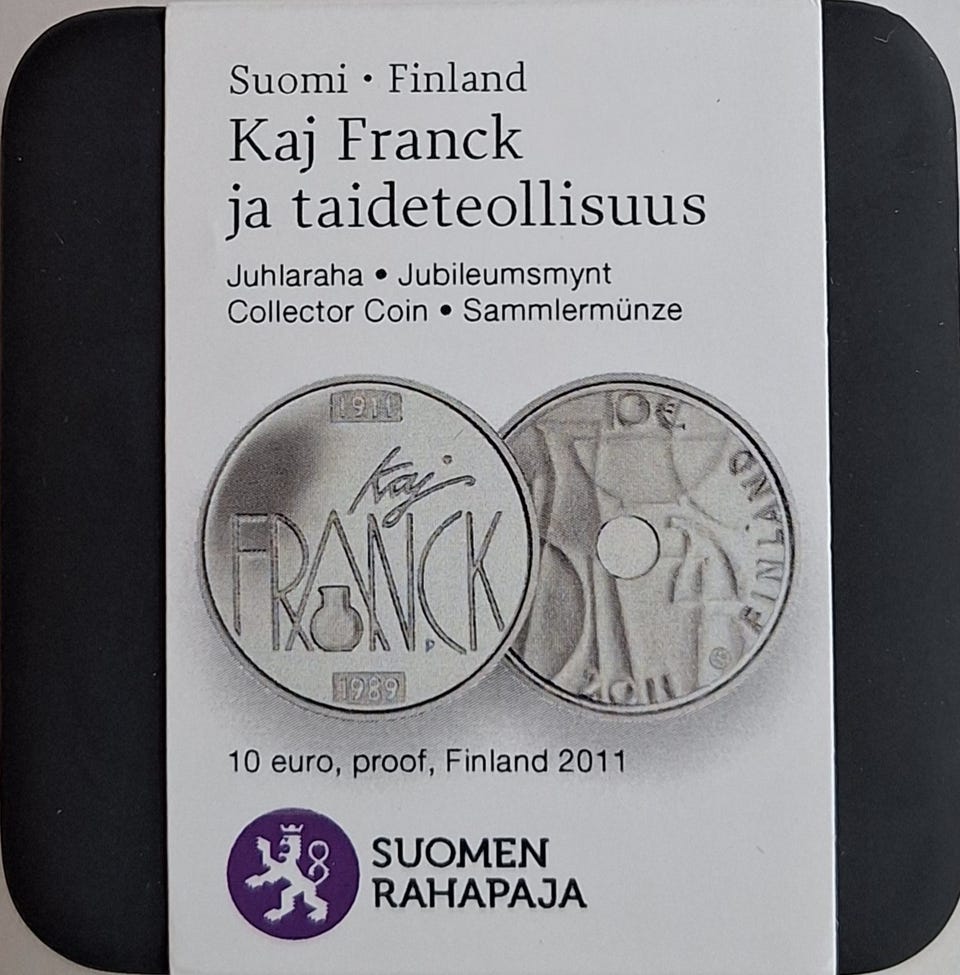 Suomi • Finland
Kaj Franck
ja taideteollisuus
Juhlaraha • Jubileumsmynt
Collector Coin • Sammlermünze
1911
Kaj
FRANCK
1989
10€
FINLAND
2011
10 euro, proof, Finland 2011
SUOMEN
RAHAPAJA